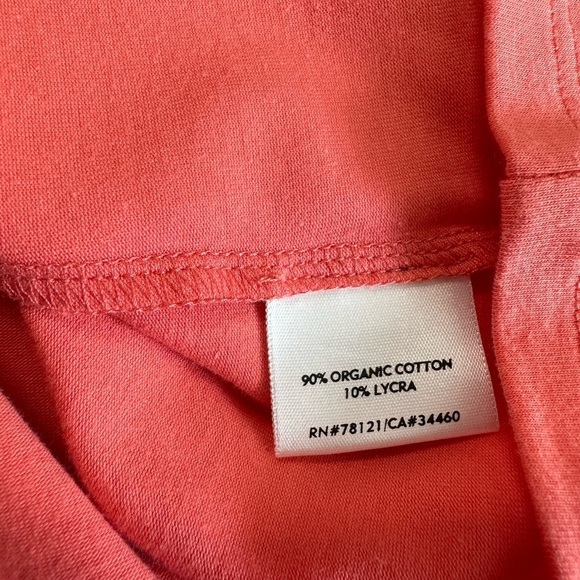 90% ORGANIC COTTON
10% LYCRA
RN#78121/CA#34460